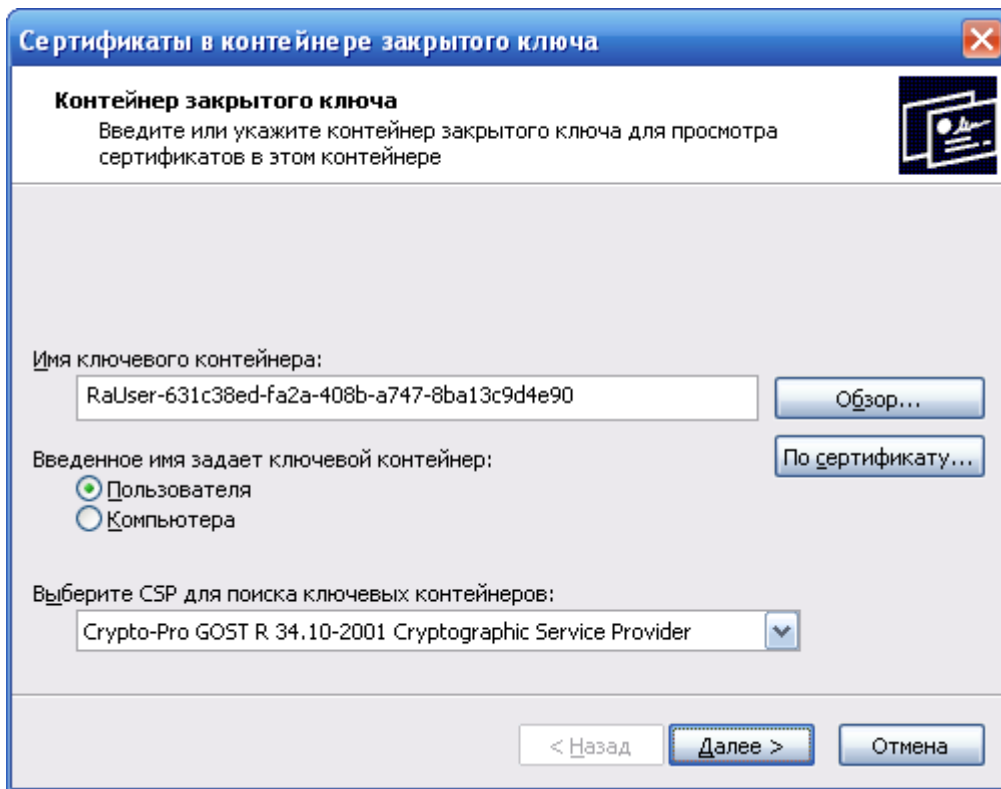 Сертификаты в контейнере закрытого ключа
Контейнер закрытого ключа
Введите или укажите контейнер закрытого ключа для просмотра
сертификатов в этом контейнере
Имя ключевого контейнера:
RaUser-631c38ed-fa2a-408b-a747-8ba13c9d4e90
Обзор...
Введенное имя задает ключевой контейнер:
По сертификату...
Пользователя
Компьютера
Выберите CSP для поиска ключевых контейнеров:
Crypto-Pro GOST R 34.10-2001 Cryptographic Service Provider
< Назад
Далее >
Отмена